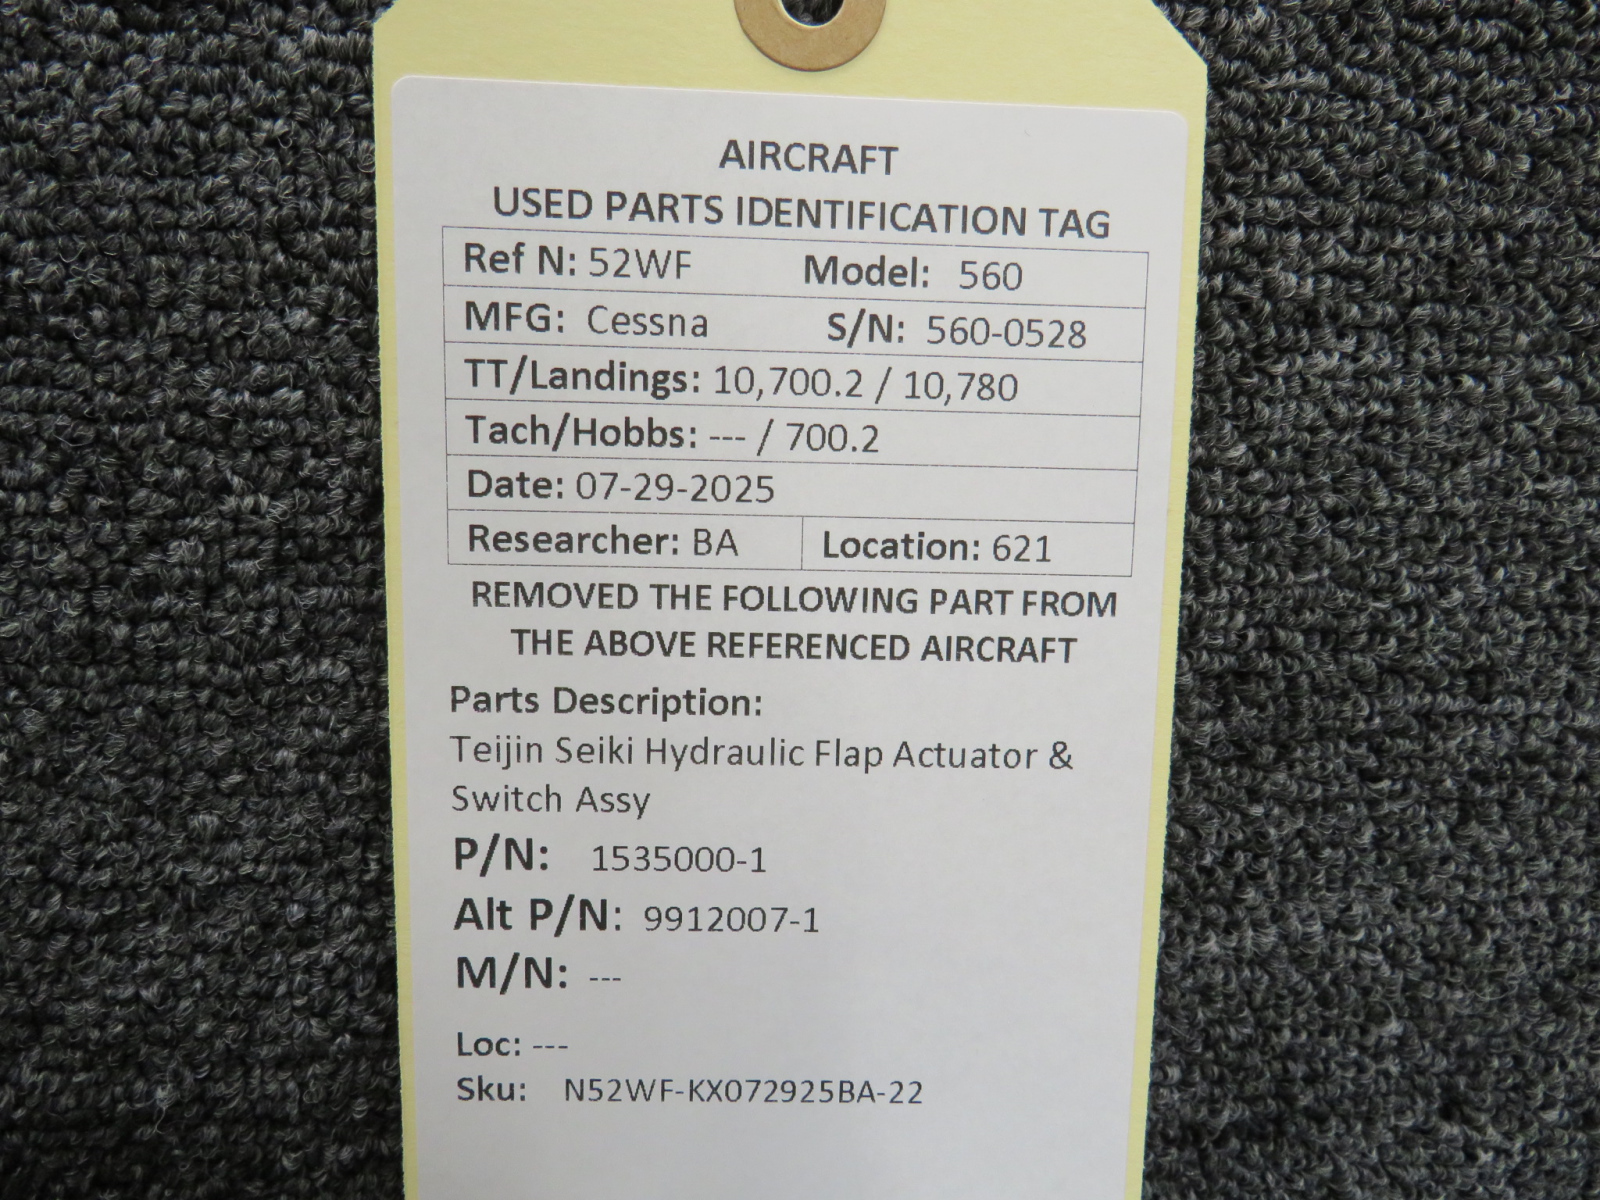 AIRCRAFT
USED PARTS IDENTIFICATION TAG
Ref N: 52WF Model: 560
MFG: Cessna S/N: 560-0528
TT/Landings: 10,700.2 / 10,780
Tach/Hobbs: --- / 700.2
Date: 07-29-2025
Researcher: BA Location: 621
REMOVED THE FOLLOWING PART FROM
THE ABOVE REFERENCED AIRCRAFT
Parts Description:
Teijin Seiki Hydraulic Flap Actuator &
Switch Assy
P/N: 1535000-1
Alt P/N: 9912007-1
M/N: ---
Loc: ---
Sku: N52WF-KX072925BA-22